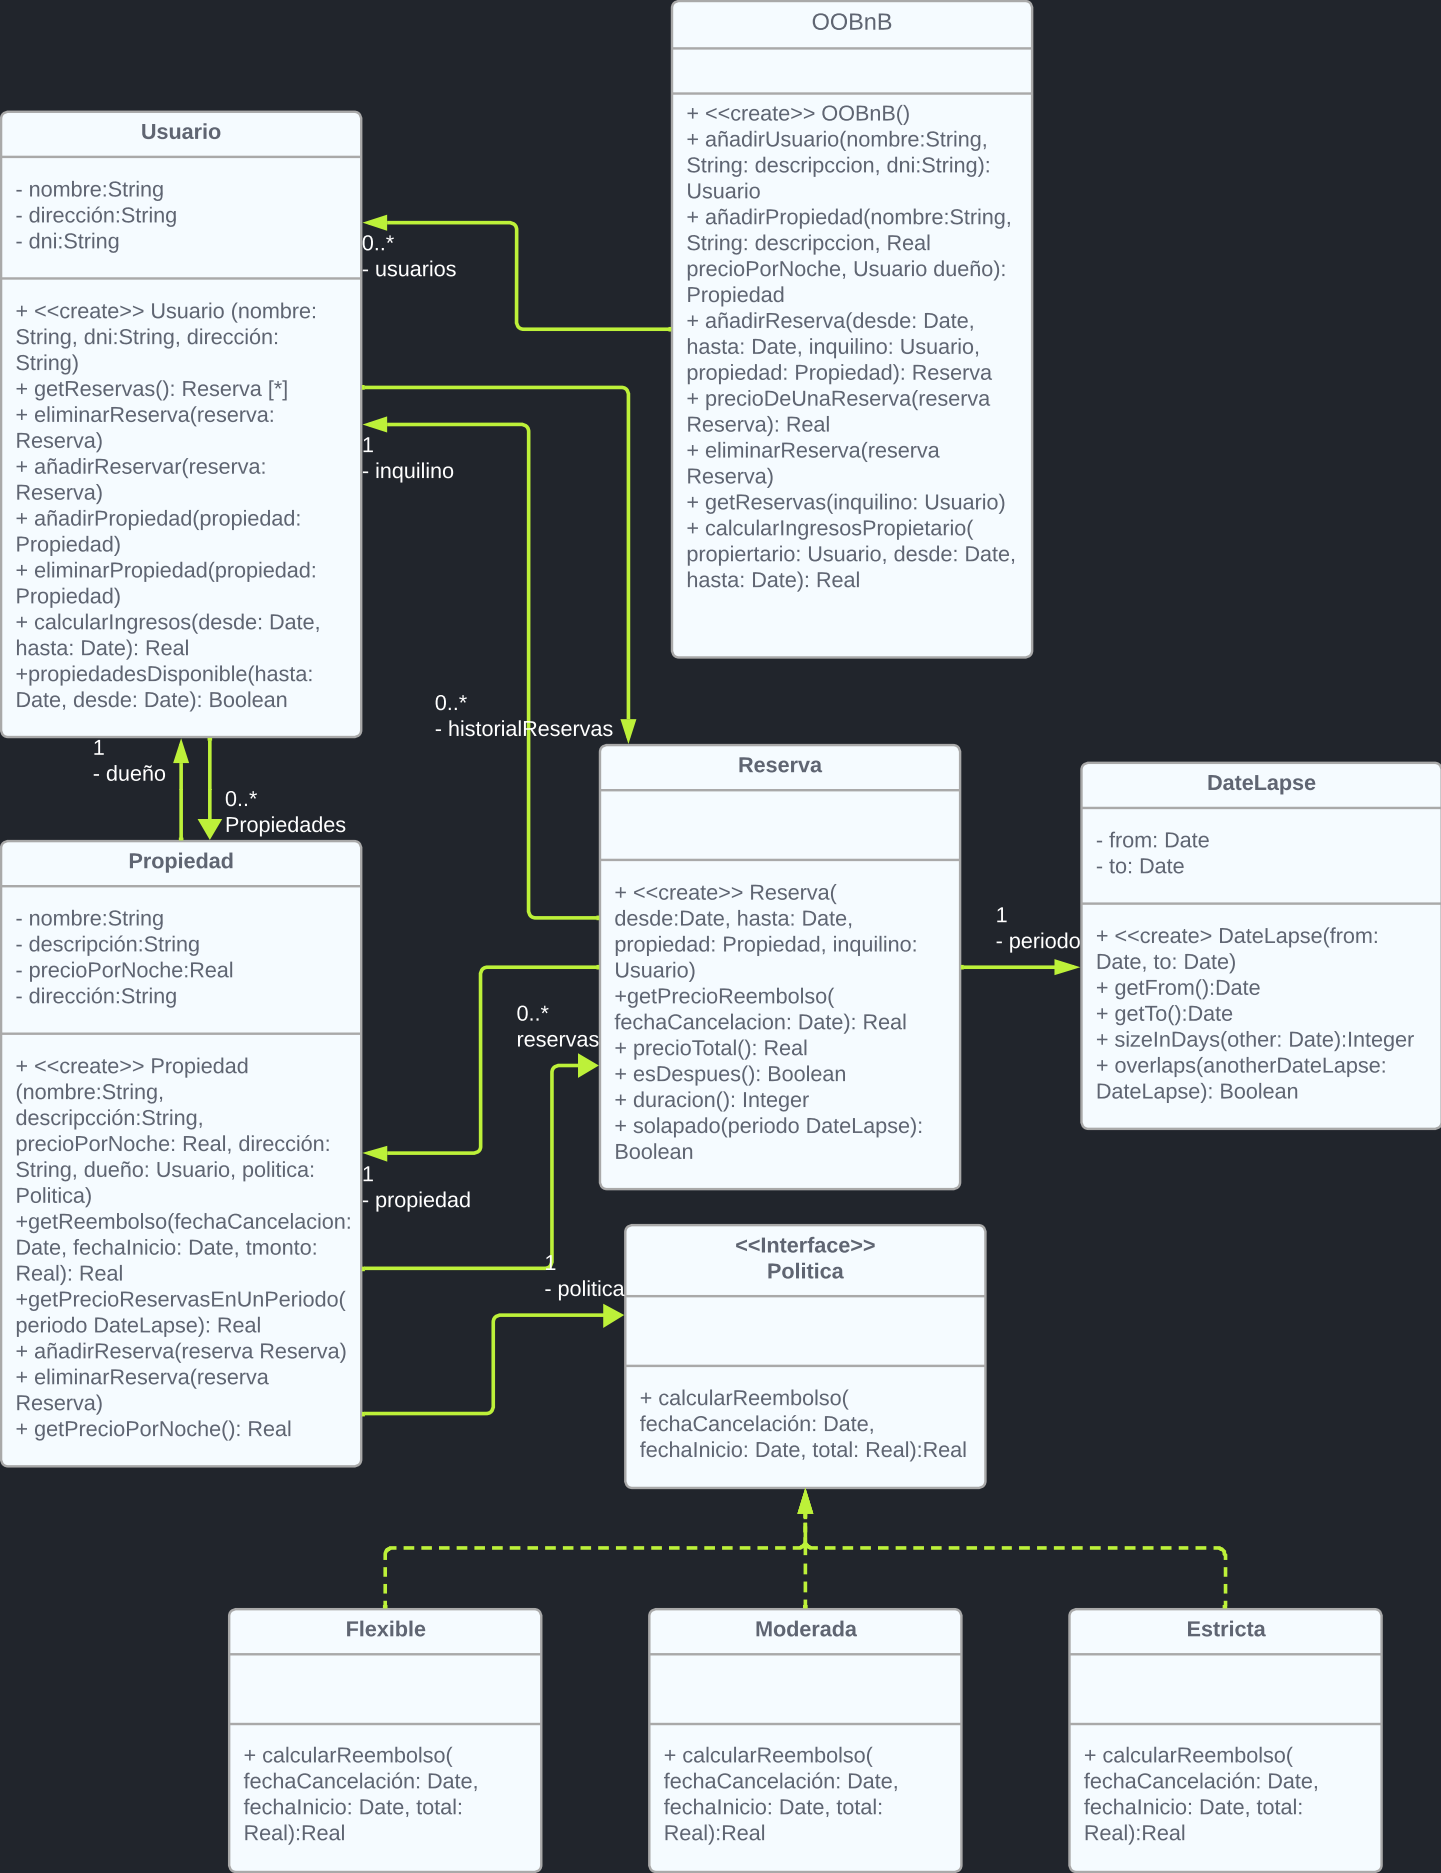 OOBnB
+ <<create>> OOBnB()
+ añadirUsuario(nombre:String,
String: descripccion, dni:String):
Usuario
+ añadirPropiedad(nombre:String,
String: descripccion, Real
precioPorNoche, Usuario dueño):
Propiedad
+ añadirReserva(desde: Date,
hasta: Date, inquilino: Usuario,
propiedad: Propiedad): Reserva
+ precioDeUnaReserva(reserva
Reserva): Real
+ eliminarReserva(reserva
Reserva)
+ getReservas(inquilino: Usuario)
+ calcularIngresosPropietario(
propiertario: Usuario, desde: Date,
hasta: Date): Real
Usuario
- nombre:String
- dirección:String
- dni:String
+ <<create>> Usuario (nombre:
String, dni:String, dirección:
String)
+ getReservas(): Reserva [*]
+ eliminarReserva(reserva:
Reserva)
+ añadirReservar(reserva:
Reserva)
+ añadirPropiedad(propiedad:
Propiedad)
+ eliminarPropiedad(propiedad:
Propiedad)
+ calcularIngresos(desde: Date,
hasta: Date): Real
+propiedadesDisponible(hasta:
Date, desde: Date): Boolean
0..*
- usuarios
1
- inquilino
0..*
- historialReservas
1
- dueño
0..*
Propiedades
Propiedad
- nombre:String
- descripción:String
- precioPorNoche:Real
- dirección:String
+ <<create>> Propiedad
(nombre:String,
descripcción:String,
precioPorNoche: Real, dirección:
String, dueño: Usuario, politica:
Politica)
+getReembolso(fechaCancelacion:
Date, fechaInicio: Date, tmonto:
Real): Real
+getPrecioReservasEnUnPeriodo(
periodo DateLapse): Real
+ añadirReserva(reserva Reserva)
+ eliminarReserva(reserva
Reserva)
+ getPrecioPorNoche(): Real
Reserva
+ <<create>> Reserva(
desde:Date, hasta: Date,
propiedad: Propiedad, inquilino:
Usuario)
+getPrecioReembolso(
fechaCancelacion: Date): Real
+ precioTotal(): Real
+ esDespues(): Boolean
+ duracion(): Integer
+ solapado(periodo DateLapse):
Boolean
0..*
reservas
1
- propiedad
1
- politica
1
- periodo
DateLapse
- from: Date
- to: Date
+ <<create> DateLapse(from:
Date, to: Date)
+ getFrom():Date
+ getTo():Date
+ sizeInDays(other: Date):Integer
+ overlaps(anotherDateLapse:
DateLapse): Boolean
<<Interface>>
Politica
+ calcularReembolso(
fechaCancelación: Date,
fechaInicio: Date, total: Real):Real
Flexible
+ calcularReembolso(
fechaCancelación: Date,
fechaInicio: Date, total:
Real):Real
Moderada
+ calcularReembolso(
fechaCancelación: Date,
fechaInicio: Date, total:
Real):Real
Estricta
+ calcularReembolso(
fechaCancelación: Date,
fechaInicio: Date, total:
Real):Real